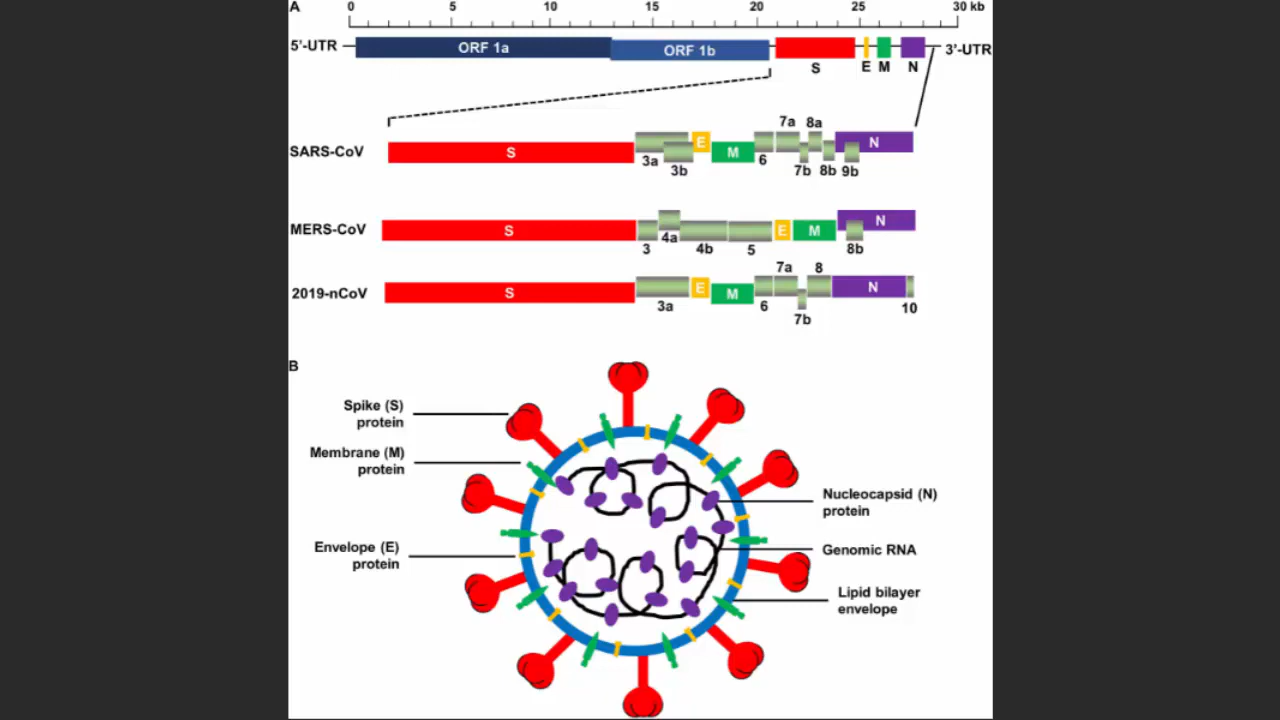 A
0 5 10 15 20 25 30 kb
5'-UTR ORF 1a ORF 1b 3'-UTR
S E M N
7a 8a
SARS-CoV S E M N
3a 3b 6 7b 8b 9b
MERS-CoV S E M N
3 4a 4b 5 8b
7a 8
2019-nCoV S E M N
3a 6 7b 10
B
Spike (S)
protein
Membrane (M)
protein
Envelope (E)
protein
Nucleocapsid (N)
protein
Genomic RNA
Lipid bilayer
envelope